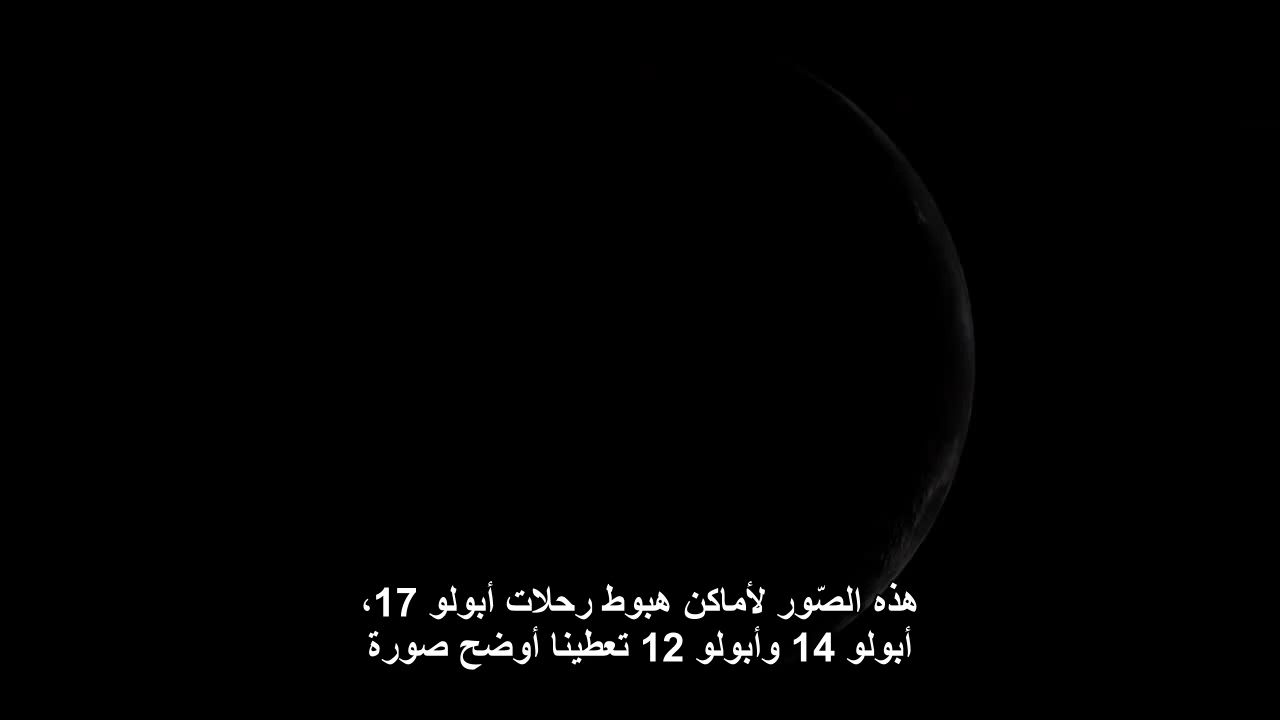 هذه الصّور لأماكن هبوط رحلات أبولو 17،
أبولو 14 وأبولو 12 تعطينا أوضح صورة